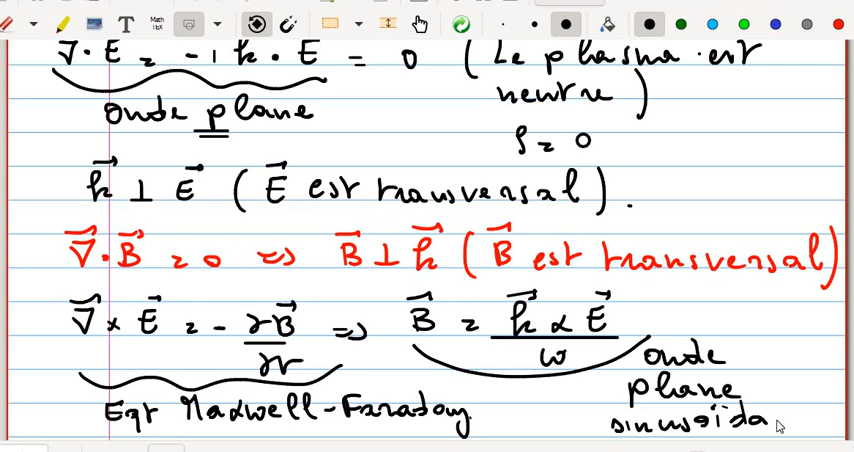 ∇ · E = -i k · E = 0 ( Le plasma est
neutre )
onde plane
ρ = 0
k⃗ ⊥ E⃗ ( E⃗ est transversal ) .
∇⃗ · B⃗ = 0 ⇒ B⃗ ⊥ k⃗ ( B⃗ est transversal )
∇⃗ × E⃗ = - ∂B⃗/∂t ⇒ B⃗ = k⃗ × E⃗ / ω
onde
plane
sinusoida
Eqt Maxwell-Faraday